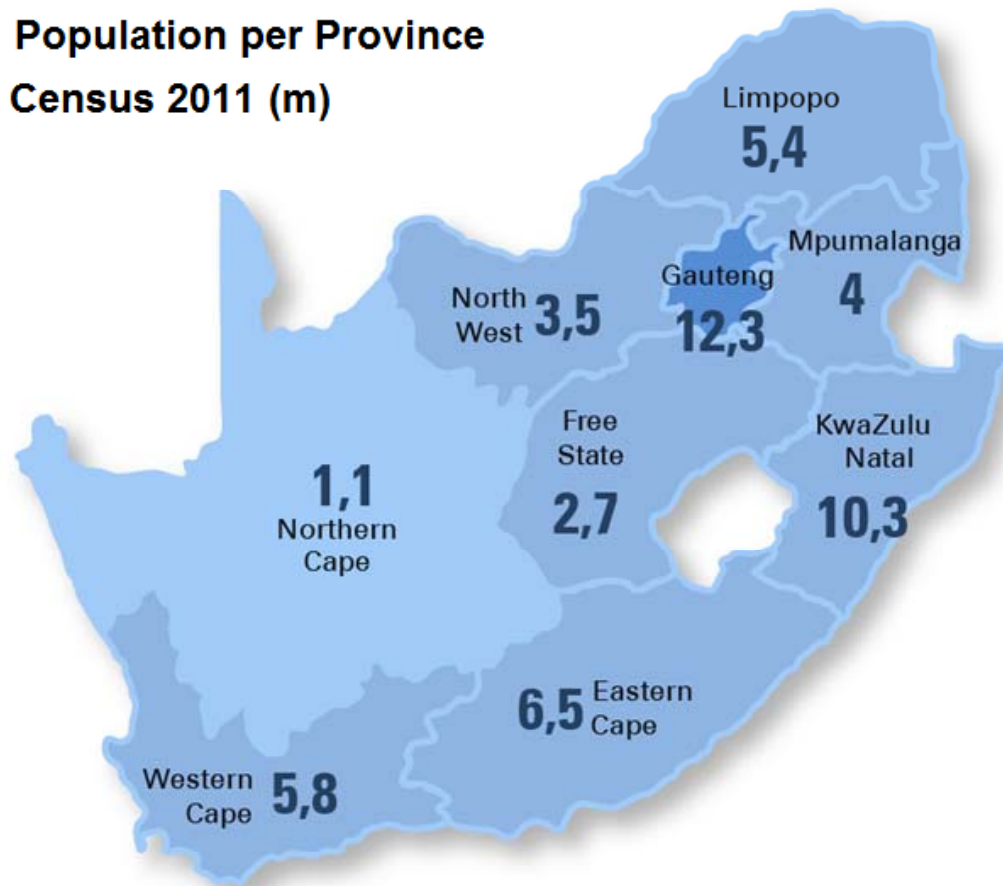 Population per Province
Census 2011 (m)
Limpopo
5,4
Mpumalanga
4
Gauteng
12,3
North
West
3,5
Free
State
2,7
KwaZulu
Natal
10,3
1,1
Northern
Cape
6,5
Eastern
Cape
Western
Cape
5,8